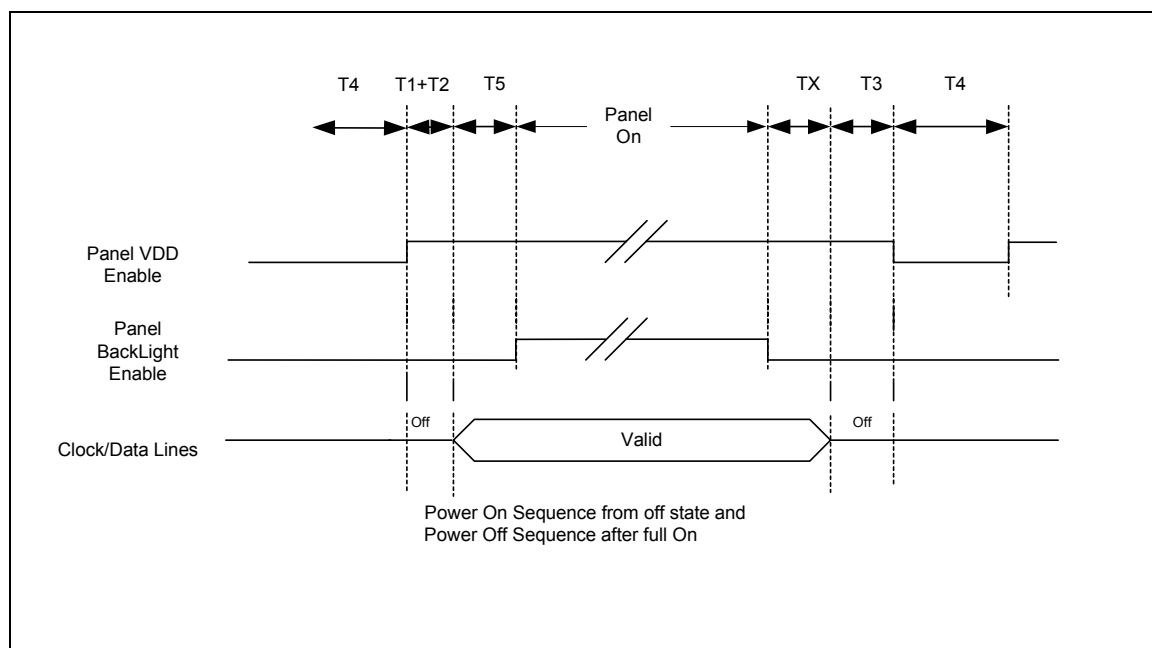 T4
T1+T2
T5
TX
T3
T4
Panel
On
Panel VDD
Enable
Panel
BackLight
Enable
Off
Off
Clock/Data Lines
Valid
Power On Sequence from off state and
Power Off Sequence after full On